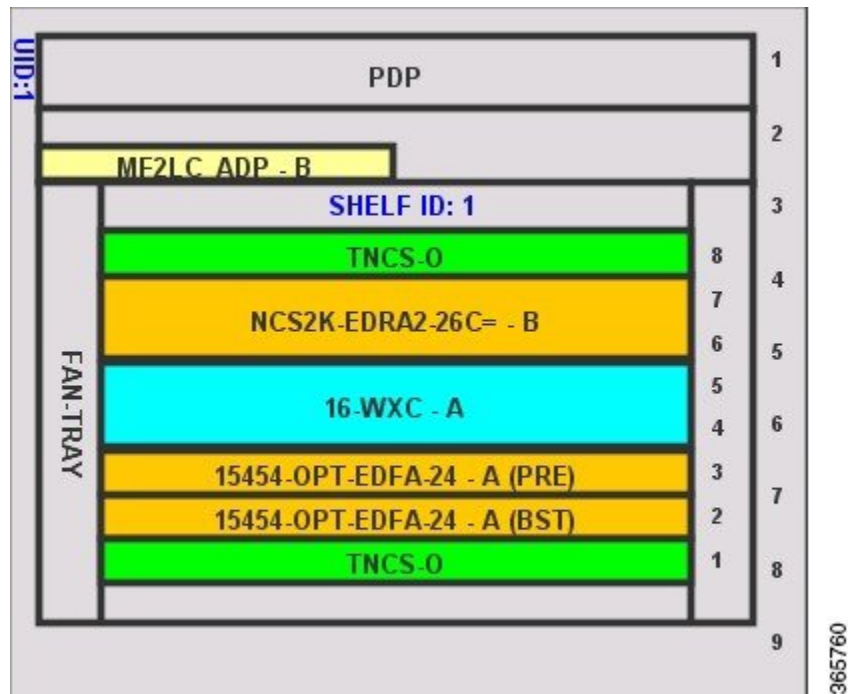 UID:1
PDP
1
2
MF2LC_ADP - B
SHELF ID: 1
3
TNCS-O
8
4
NCS2K-EDRA2-26C= - B
7
6
5
FAN-TRAY
16-WXC - A
5
4
6
15454-OPT-EDFA-24 - A (PRE)
3
7
15454-OPT-EDFA-24 - A (BST)
2
TNCS-O
1
8
9
365760